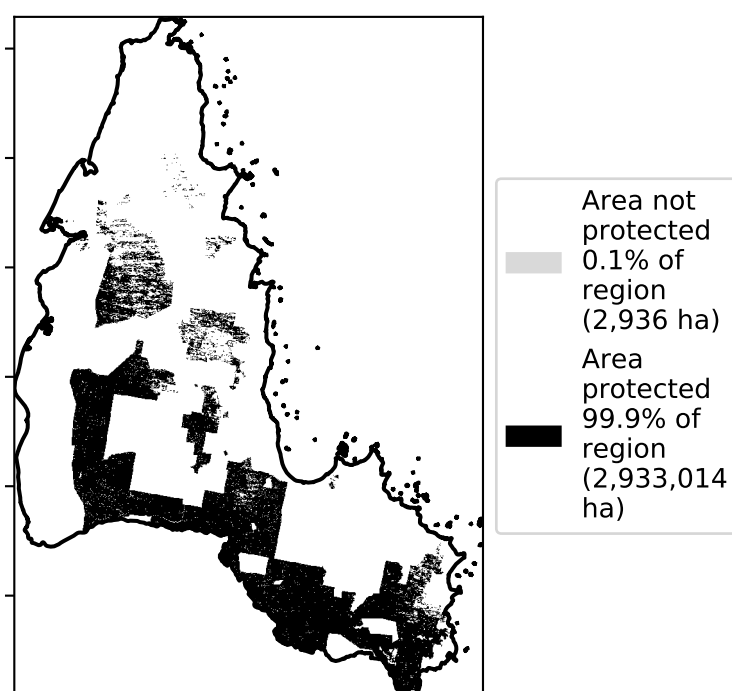 Area not
protected
0.1% of
region
(2,936 ha)
Area
protected
99.9% of
region
(2,933,014
ha)